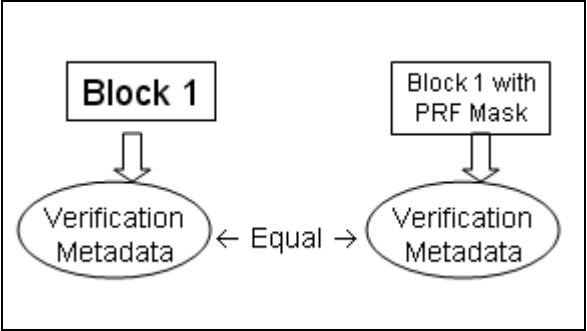 Block 1
Block 1 with
PRF Mask
Verification
Metadata
← Equal →
Verification
Metadata